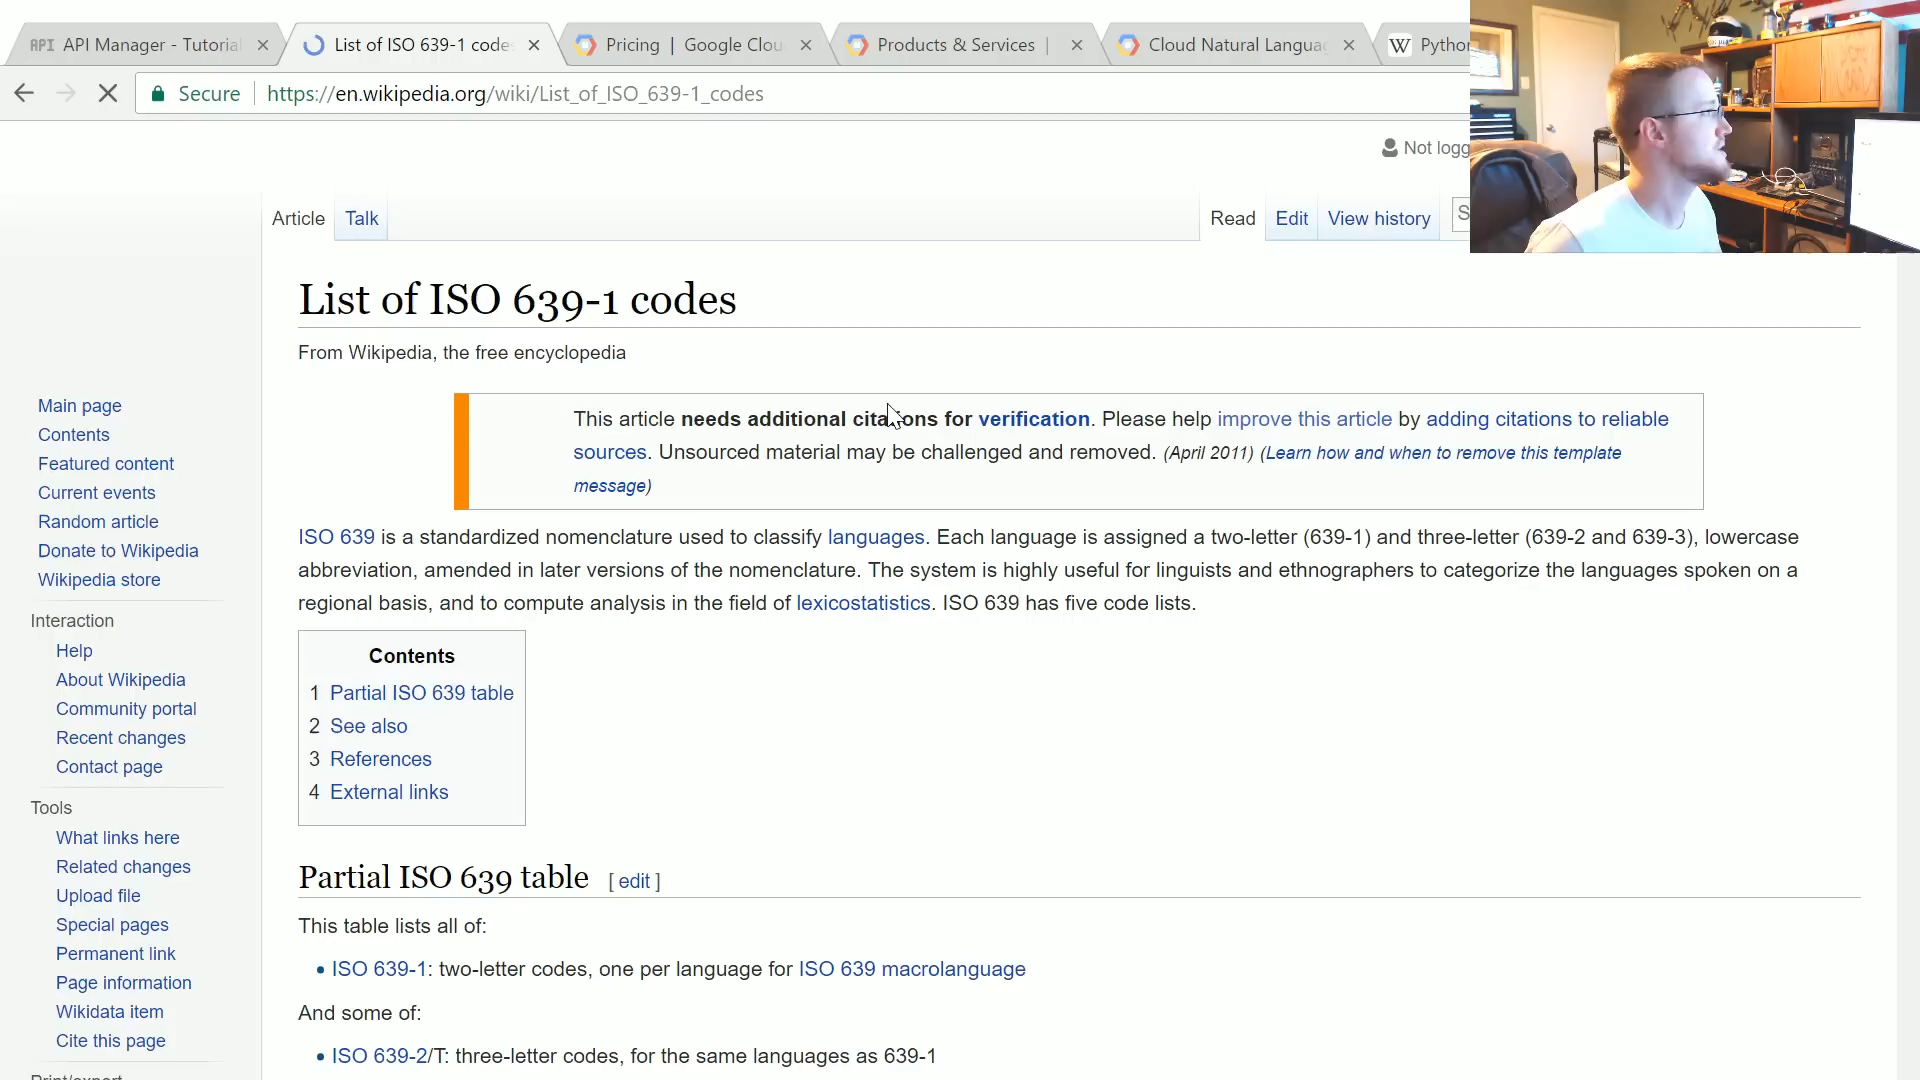 API API Manager - Tutorial
List of ISO 639-1 codes
Pricing | Google Clou
Products & Services |
Cloud Natural Langua
W Python
Secure https://en.wikipedia.org/wiki/List_of_ISO_639-1_codes
Not logg
Article Talk Read Edit View history S
List of ISO 639-1 codes
From Wikipedia, the free encyclopedia
This article needs additional citations for verification. Please help improve this article by adding citations to reliable
sources. Unsourced material may be challenged and removed. (April 2011) (Learn how and when to remove this template
message)
ISO 639 is a standardized nomenclature used to classify languages. Each language is assigned a two-letter (639-1) and three-letter (639-2 and 639-3), lowercase
abbreviation, amended in later versions of the nomenclature. The system is highly useful for linguists and ethnographers to categorize the languages spoken on a
regional basis, and to compute analysis in the field of lexicostatistics. ISO 639 has five code lists.
Contents
1 Partial ISO 639 table
2 See also
3 References
4 External links
Partial ISO 639 table [ edit ]
This table lists all of:
• ISO 639-1: two-letter codes, one per language for ISO 639 macrolanguage
And some of:
• ISO 639-2/T: three-letter codes, for the same languages as 639-1
Main page
Contents
Featured content
Current events
Random article
Donate to Wikipedia
Wikipedia store
Interaction
Help
About Wikipedia
Community portal
Recent changes
Contact page
Tools
What links here
Related changes
Upload file
Special pages
Permanent link
Page information
Wikidata item
Cite this page
Print/export